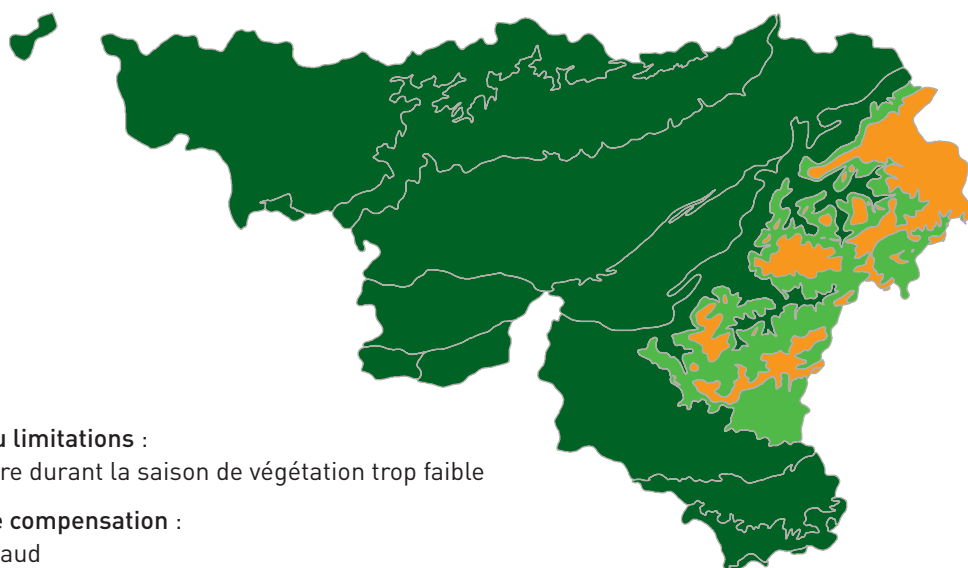 u limitations :
re durant la saison de végétation trop faible
e compensation :
aud